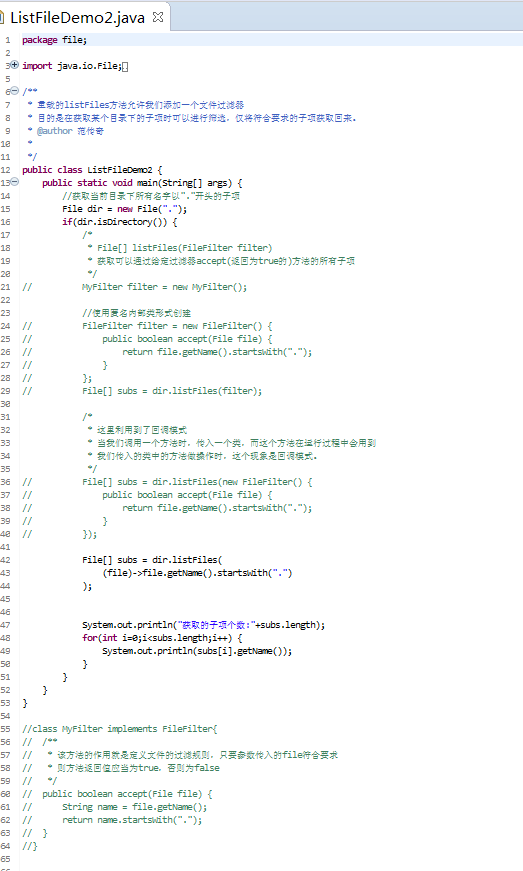 ListFileDemo2.java
1 package file;
2
3 import java.io.File;
5
6 /**
7 * 重载的listFiles方法允许我们添加一个文件过滤器
8 * 目的是在获取某个目录下的子项时可以进行筛选，仅将符合要求的子项获取回来。
9 * @author 范传奇
10 *
11 */
12 public class ListFileDemo2 {
13 public static void main(String[] args) {
14 //获取当前目录下所有名字以"."开头的子项
15 File dir = new File(".");
16 if(dir.isDirectory()) {
17 /*
18 * File[] listFiles(FileFilter filter)
19 * 获取可以通过给定过滤器accept(返回为true的)方法的所有子项
20 */
21 // MyFilter filter = new MyFilter();
22
23 //使用匿名内部类形式创建
24 // FileFilter filter = new FileFilter() {
25 // public boolean accept(File file) {
26 // return file.getName().startsWith(".");
27 // }
28 // };
29 // File[] subs = dir.listFiles(filter);
30
31 /*
32 * 这里利用到了回调模式
33 * 当我们调用一个方法时，传入一个类，而这个方法在运行过程中会用到
34 * 我们传入的类中的方法做操作时，这个现象是回调模式。
35 */
36 // File[] subs = dir.listFiles(new FileFilter() {
37 // public boolean accept(File file) {
38 // return file.getName().startsWith(".");
39 // }
40 // });
41
42 File[] subs = dir.listFiles(
43 (file)->file.getName().startsWith(".")
44 );
45
46
47 System.out.println("获取的子项个数:"+subs.length);
48 for(int i=0;i<subs.length;i++) {
49 System.out.println(subs[i].getName());
50 }
51 }
52 }
53 }
54
55 //class MyFilter implements FileFilter{
56 // /**
57 // * 该方法的作用就是定义文件的过滤规则，只要参数传入的file符合要求
58 // * 则方法返回值应当为true，否则为false
59 // */
60 // public boolean accept(File file) {
61 // String name = file.getName();
62 // return name.startsWith(".");
63 // }
64 //}
65